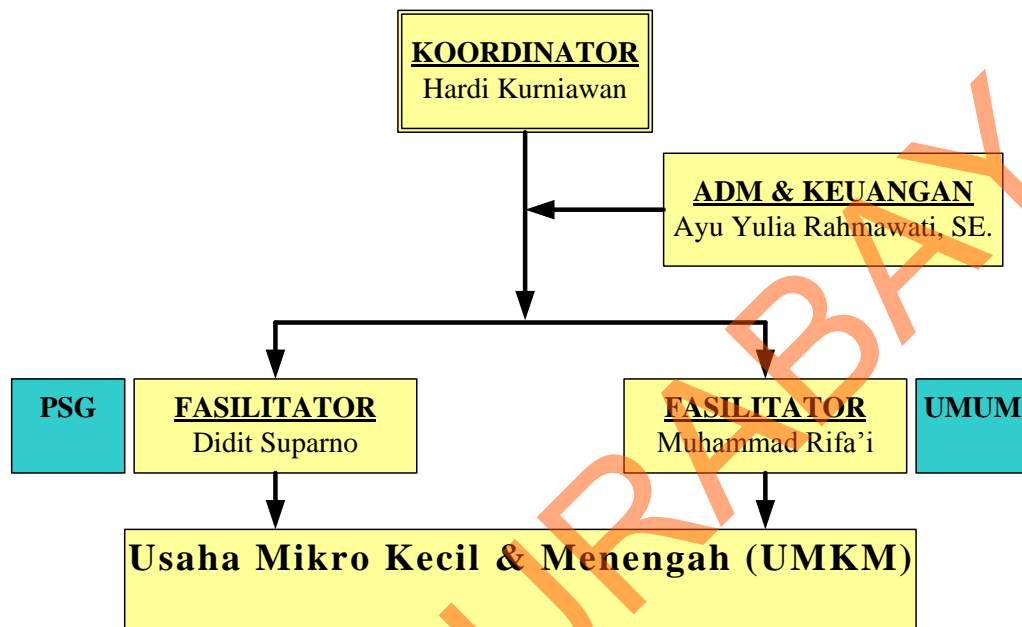 KOORDINATOR
Hardi Kurniawan
ADM & KEUANGAN
Ayu Yulia Rahmawati, SE.
PSG
FASILITATOR
Didit Suparno
FASILITATOR
Muhammad Rifa’i
UMUM
Usaha Mikro Kecil & Menengah (UMKM)
URABAY